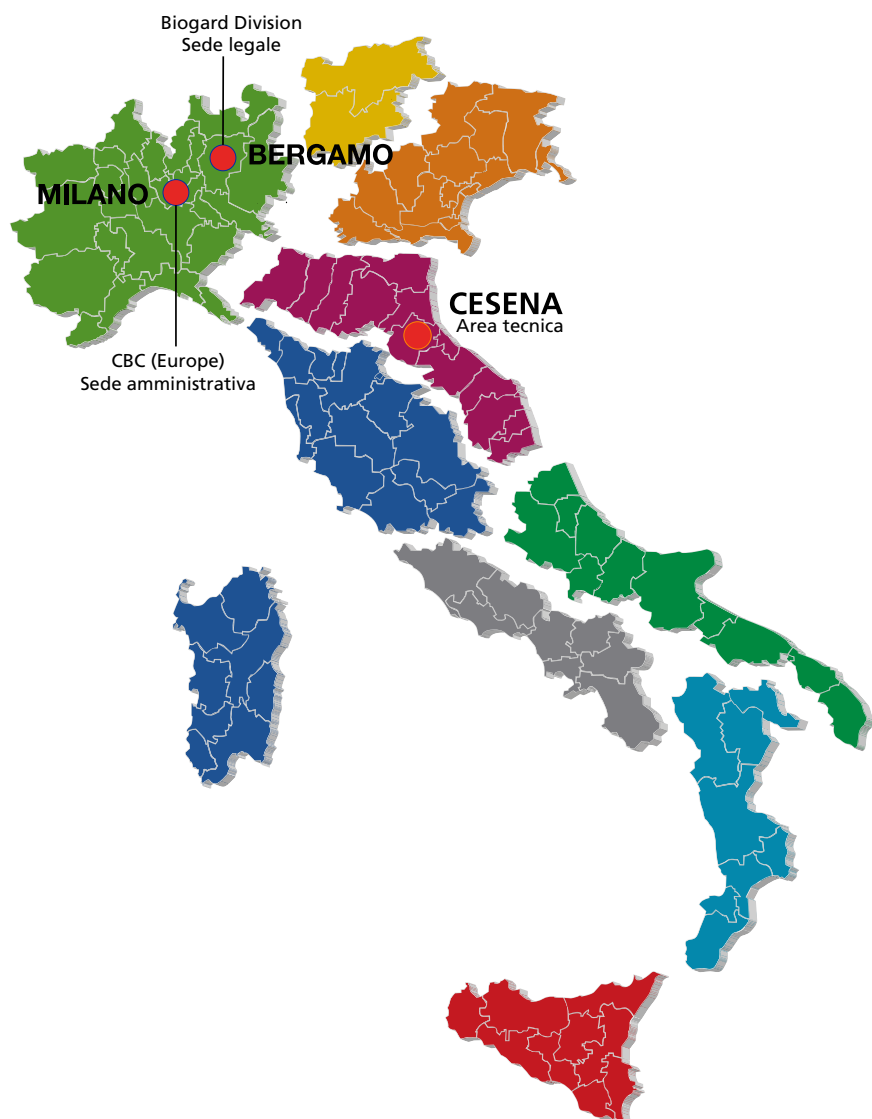 Biogard Division
Sede legale
BERGAMO
MILANO
CESENA
Area tecnica
CBC (Europe)
Sede amministrativa